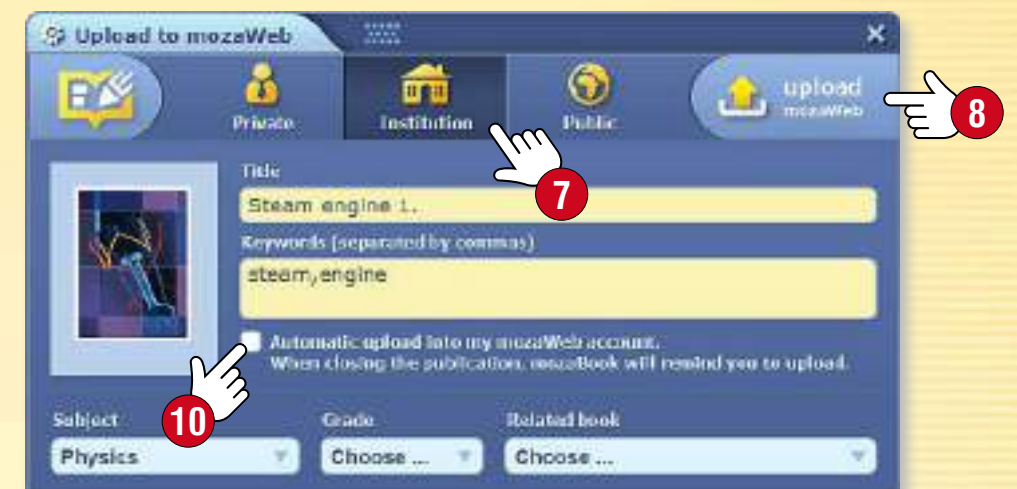 Upload to mozaWeb
Private
Institution
Public
upload
mozaWeb
8
7
Title
Steam engine 1.
Keywords (separated by commas)
steam,engine
Automatic upload into my mozaWeb account.
When closing the publication, mozaBook will remind you to upload.
10
Subject
Grade
Related book
Physics
Choose ...
Choose ...